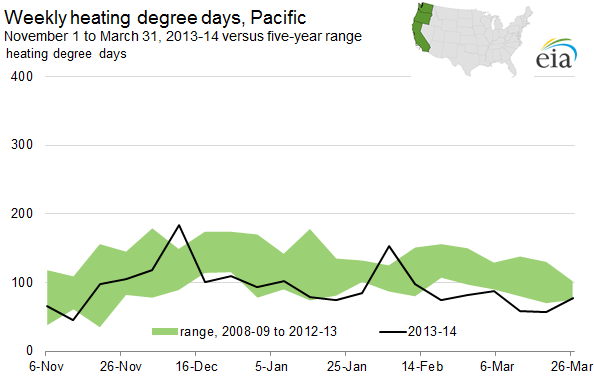 Weekly heating degree days, Pacific
November 1 to March 31, 2013-14 versus five-year range
heating degree days
eia
400
300
200
100
0
range, 2008-09 to 2012-13
2013-14
6-Nov 26-Nov 16-Dec 5-Jan 25-Jan 14-Feb 6-Mar 26-Mar